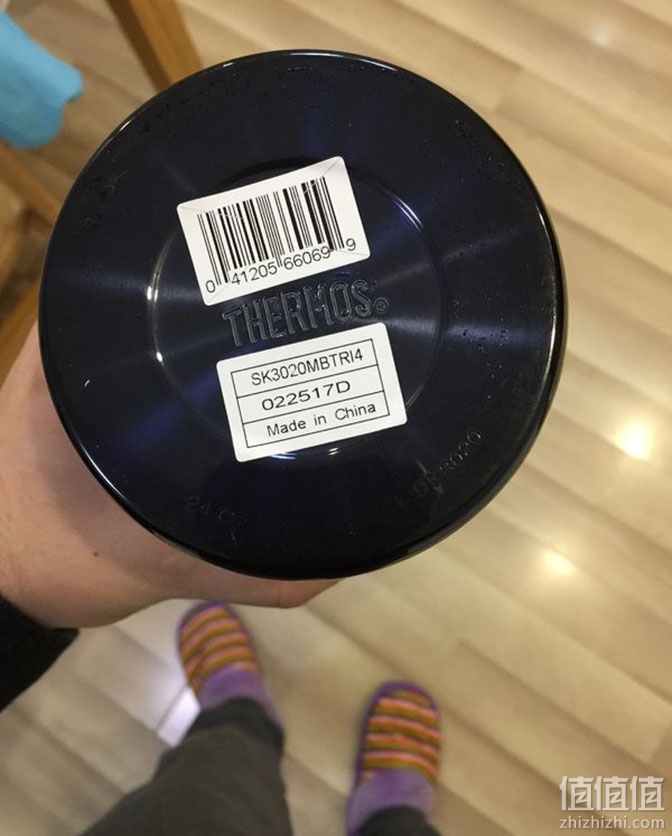 0 41205 66069 9
THERMOS®
SK3020MBTRI4
022517D
Made in China
值值值
zhizhizhi.com